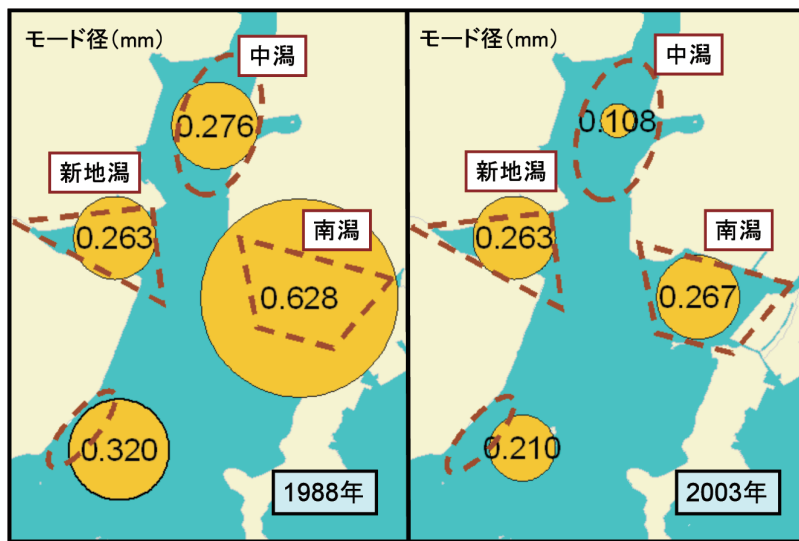 モード径(mm)
中潟
0.276
新地潟
0.263
南潟
0.628
0.320
1988年
モード径(mm)
中潟
0.108
新地潟
0.263
南潟
0.267
0.210
2003年